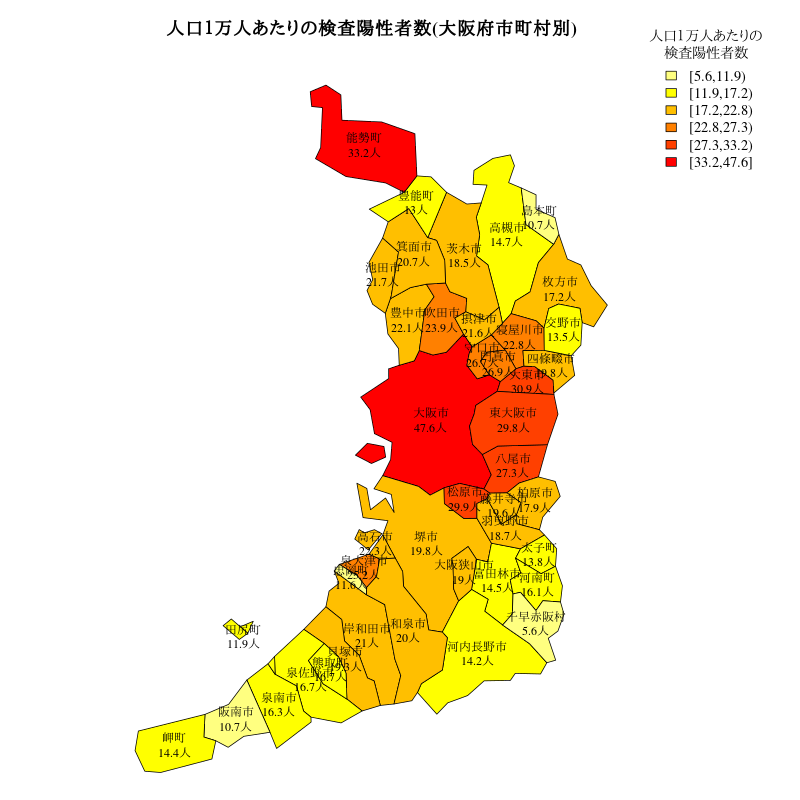 人口1万人あたりの検査陽性者数(大阪府市町村別)
人口1万人あたりの
検査陽性者数
[5.6,11.9)
[11.9,17.2)
[17.2,22.8)
[22.8,27.3)
[27.3,33.2)
[33.2,47.6]
能勢町
33.2人
豊能町
13人
島本町
10.7人
高槻市
14.7人
茨木市
18.5人
箕面市
20.7人
池田市
21.7人
枚方市
17.2人
豊中市
22.1人
吹田市
23.9人
摂津市
21.6人
寝屋川市
22.8人
交野市
13.5人
守口市
26.7人
門真市
26.9人
四條畷市
19.8人
大東市
30.9人
大阪市
47.6人
東大阪市
29.8人
八尾市
27.3人
松原市
29.9人
藤井寺市
19.6人
柏原市
17.9人
羽曳野市
18.7人
高石市
22.3人
堺市
19.8人
泉大津市
忠岡町
11.6人
大阪狭山市
19人
富田林市
14.5人
太子町
13.8人
河南町
16.1人
千早赤阪村
5.6人
田尻町
11.9人
岸和田市
21人
和泉市
20人
河内長野市
14.2人
貝塚市
19.3人
熊取町
泉佐野市
16.7人
泉南市
16.3人
阪南市
10.7人
岬町
14.4人